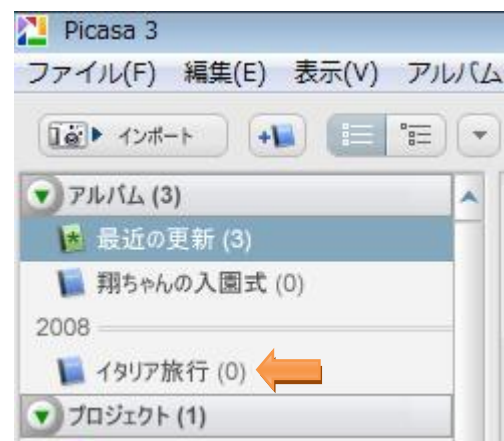 Picasa 3
ファイル(F) 編集(E) 表示(V) アルバム
インポート
アルバム (3)
最近の更新 (3)
翔ちゃんの入園式 (0)
2008
イタリア旅行 (0)
プロジェクト (1)